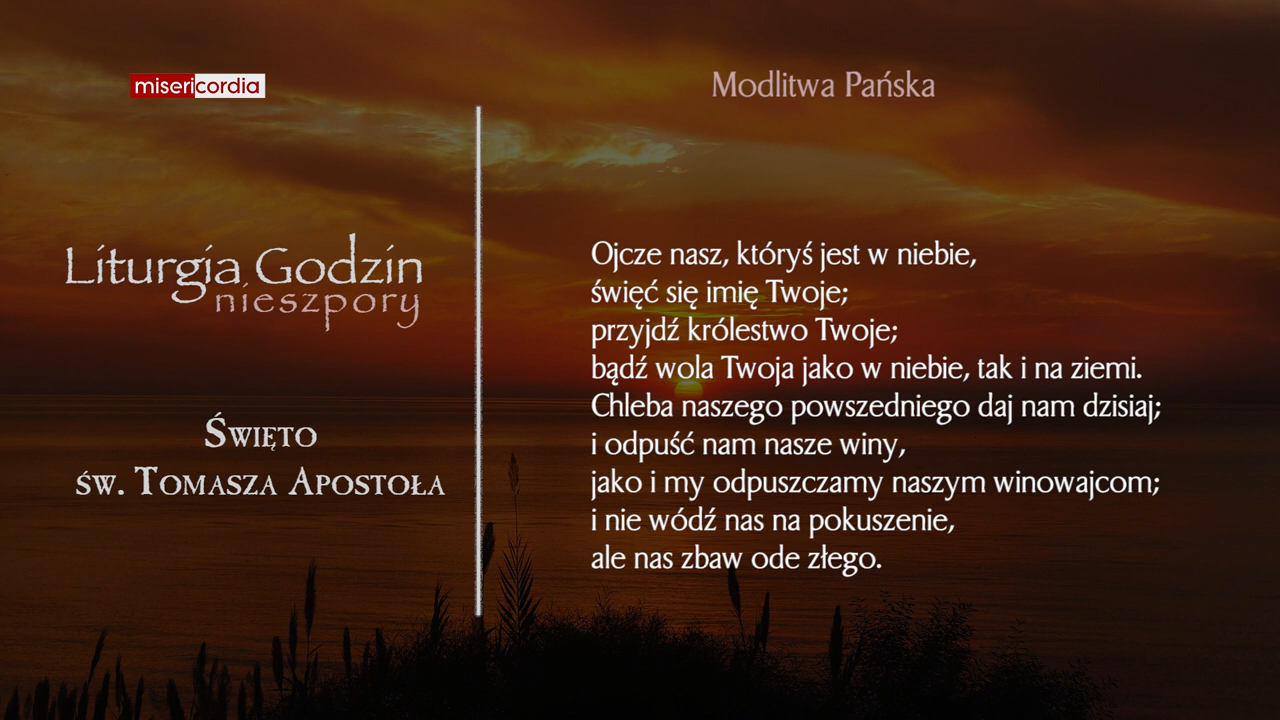 misericordia
Liturgia Godzin
nieszpory
Święto
św. Tomasza Apostoła
Modlitwa Pańska
Ojcze nasz, któryś jest w niebie,
święć się imię Twoje;
przyjdź królestwo Twoje;
bądź wola Twoja jako w niebie, tak i na ziemi.
Chleba naszego powszedniego daj nam dzisiaj;
i odpuść nam nasze winy,
jako i my odpuszczamy naszym winowajcom;
i nie wódź nas na pokuszenie,
ale nas zbaw ode złego.